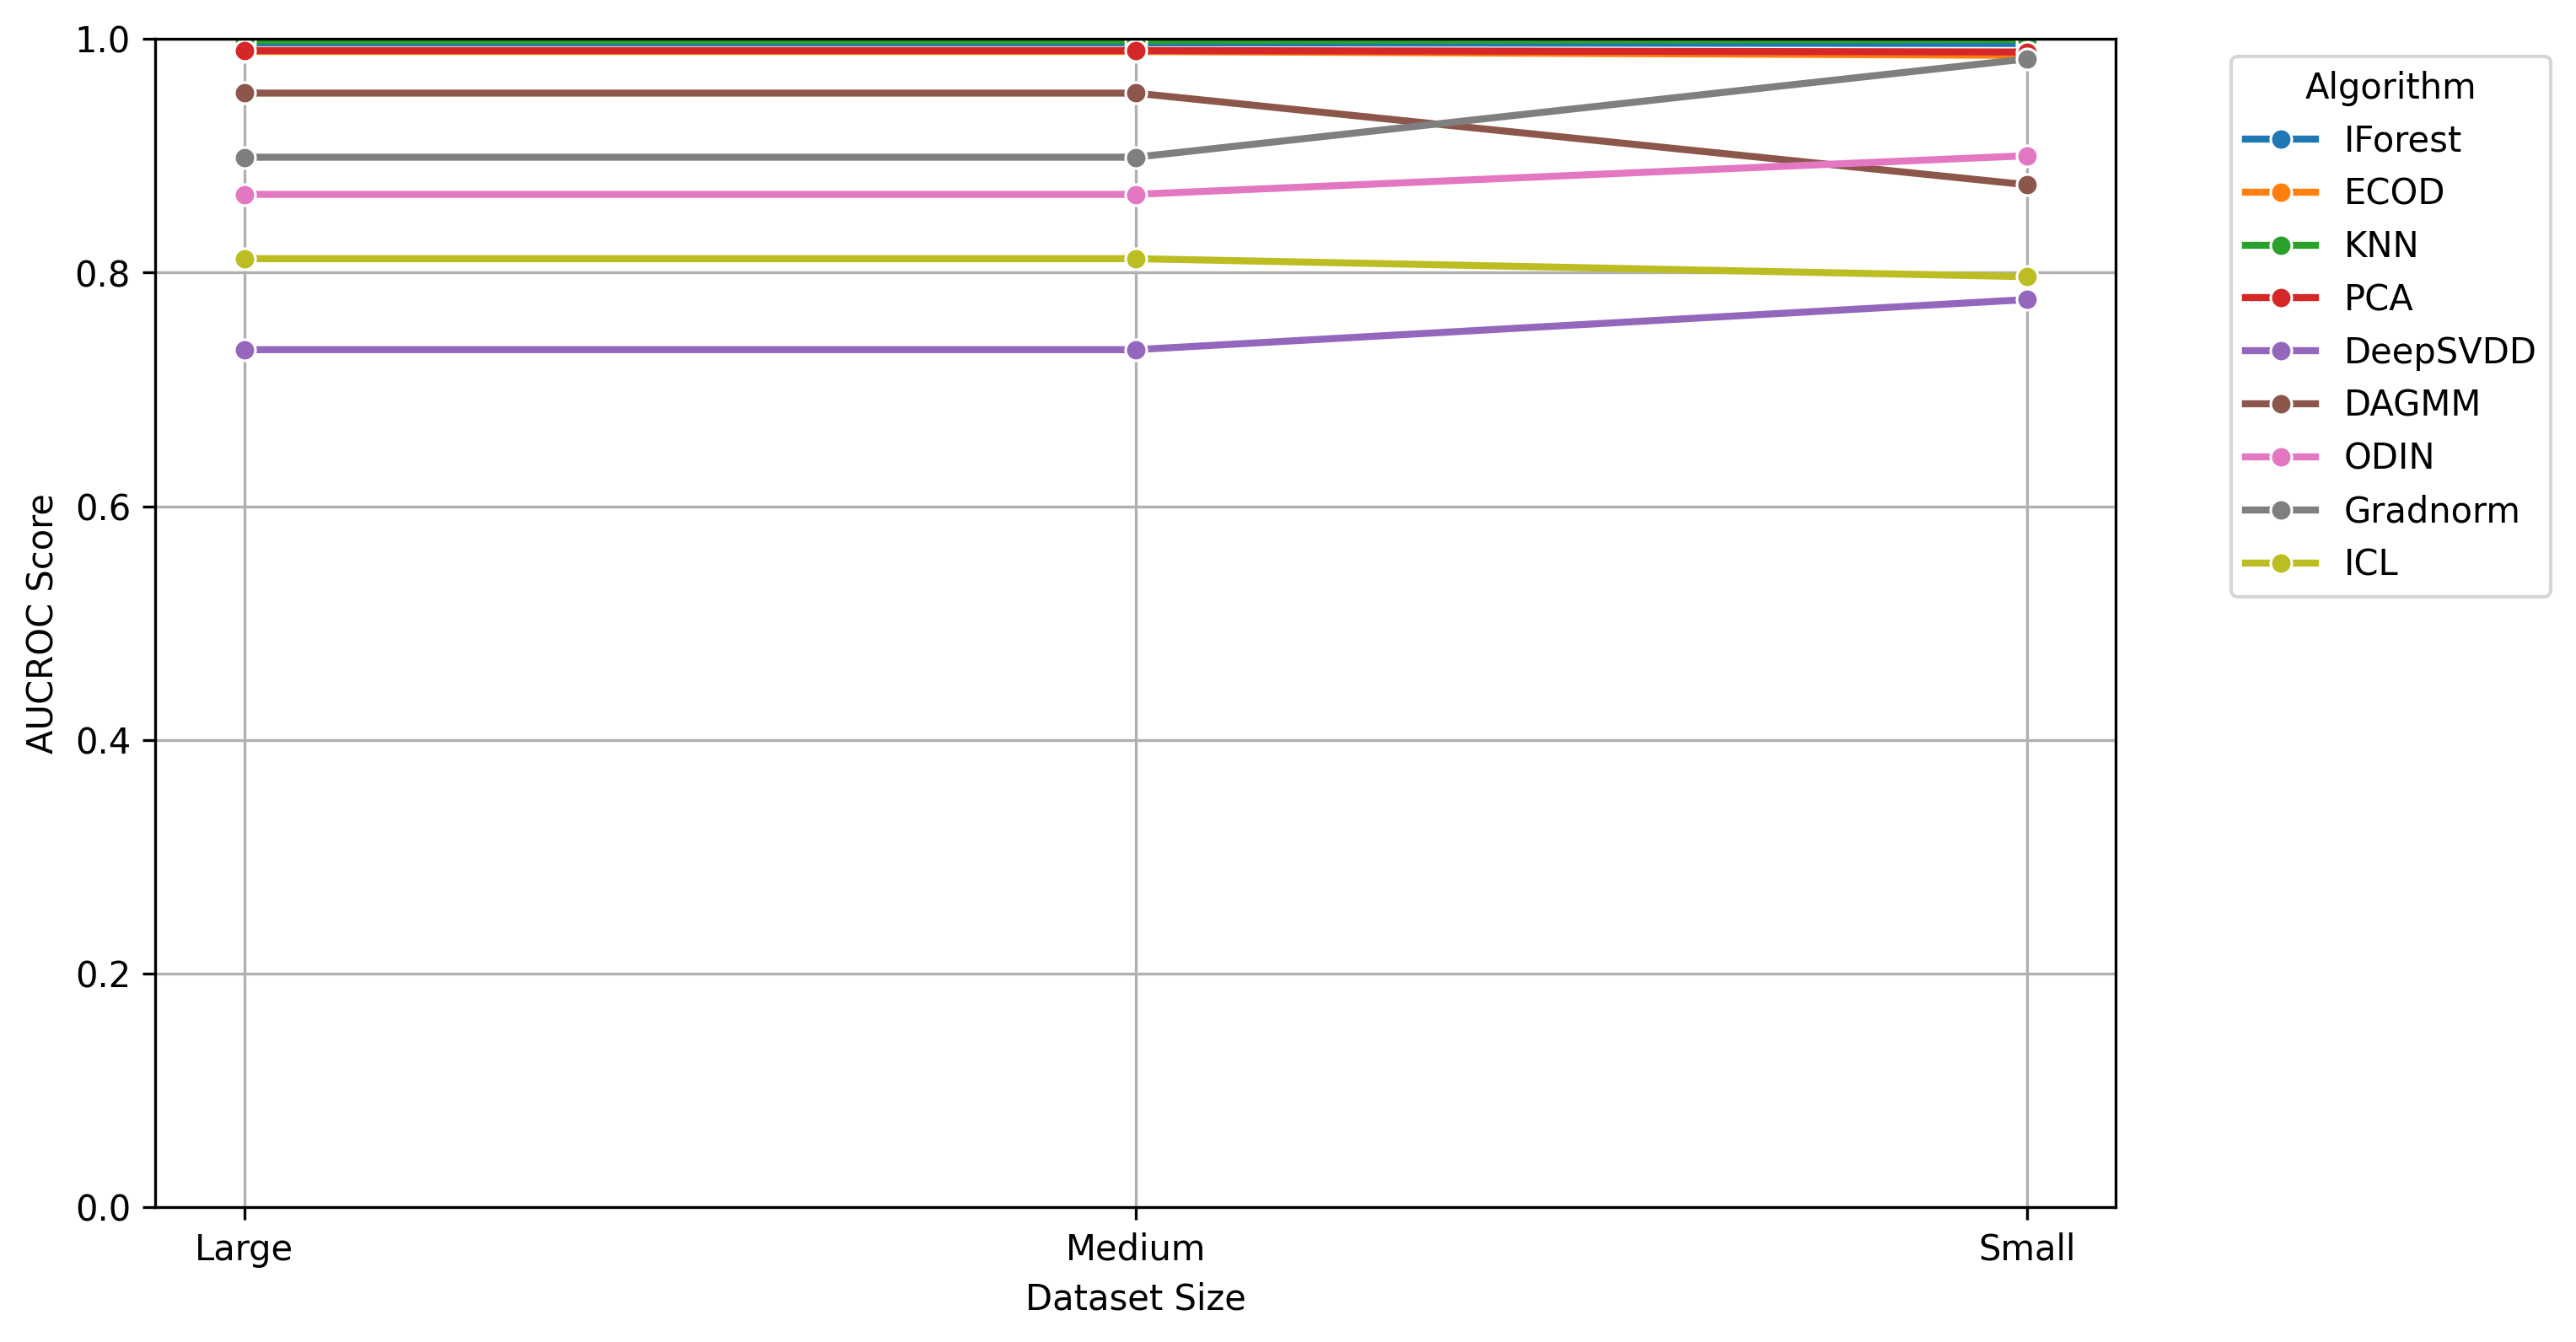 1.0
0.8
0.6
0.4
0.2
0.0
AUCROC Score
Large
Medium
Small
Dataset Size
Algorithm
IForest
ECOD
KNN
PCA
DeepSVDD
DAGMM
ODIN
Gradnorm
ICL